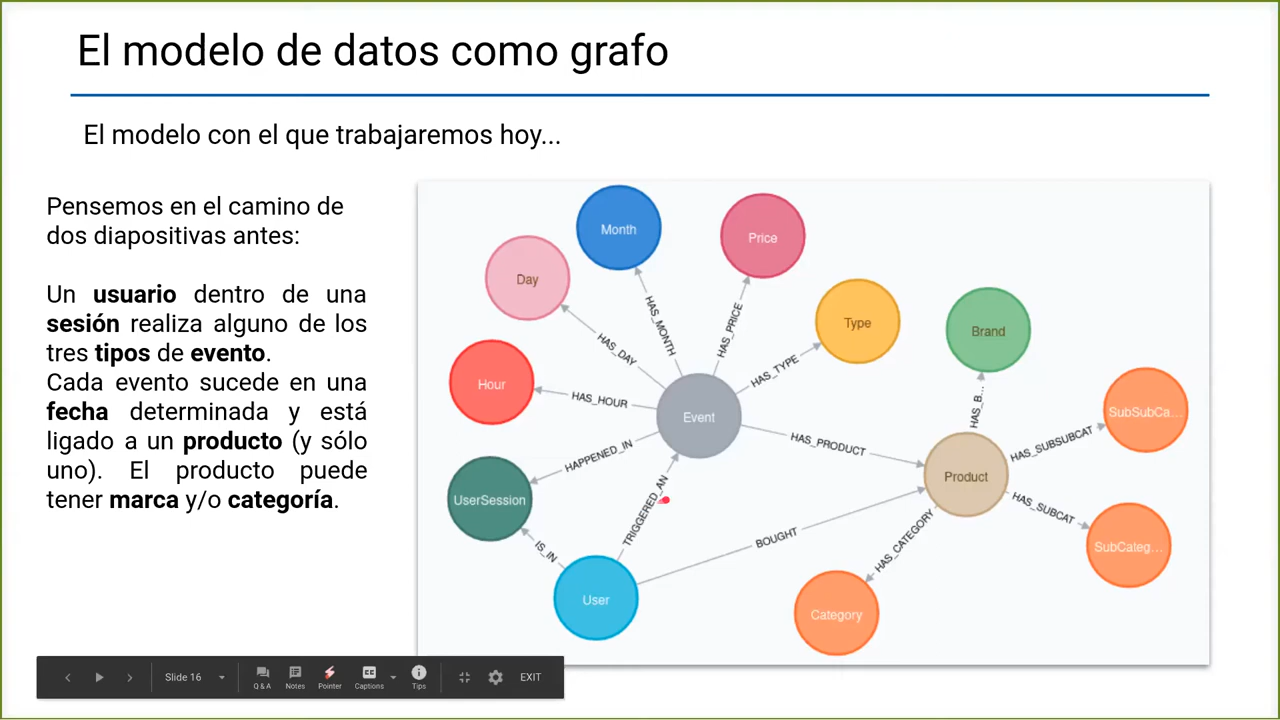 El modelo de datos como grafo
El modelo con el que trabajaremos hoy...
Pensemos en el camino de
dos diapositivas antes:
Un usuario dentro de una
sesión realiza alguno de los
tres tipos de evento.
Cada evento sucede en una
fecha determinada y está
ligado a un producto (y sólo
uno). El producto puede
tener marca y/o categoría.
Month
Price
Day
Type
Brand
Hour
Event
SubSubCa...
UserSession
Product
SubCateg...
User
Category
HAS_MONTH
HAS_PRICE
HAS_DAY
HAS_TYPE
HAS_HOUR
HAS_B...
HAS_PRODUCT
HAS_SUBSUBCAT
HAPPENED_IN
TRIGGERED_AN
HAS_SUBCAT
IS_IN
BOUGHT
HAS_CATEGORY
Slide 16
Q & A
Notes
Pointer
Captions
Tips
EXIT